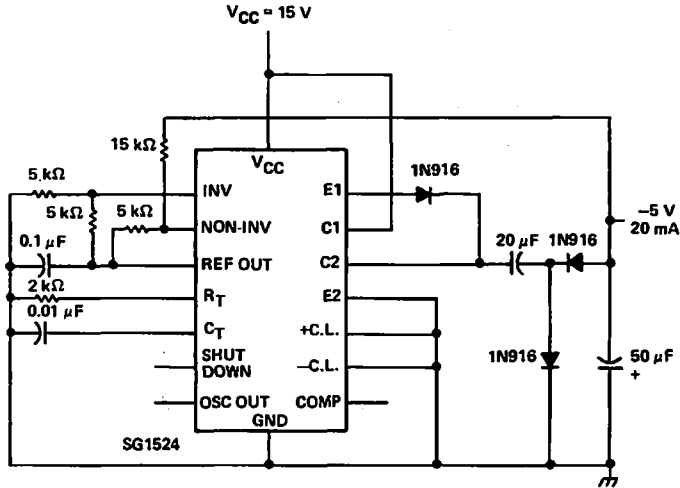 VCC = 15 V
15 kΩ
VCC
1N916
5 kΩ
INV
E1
5 kΩ
5 kΩ
NON-INV
C1
–5 V
20 mA
0.1 μF
REF OUT
C2
20 μF
1N916
2 kΩ
RT
E2
0.01 μF
CT
+C.L.
SHUT
DOWN
–C.L.
1N916
50 μF
+
OSC OUT
COMP
GND
SG1524